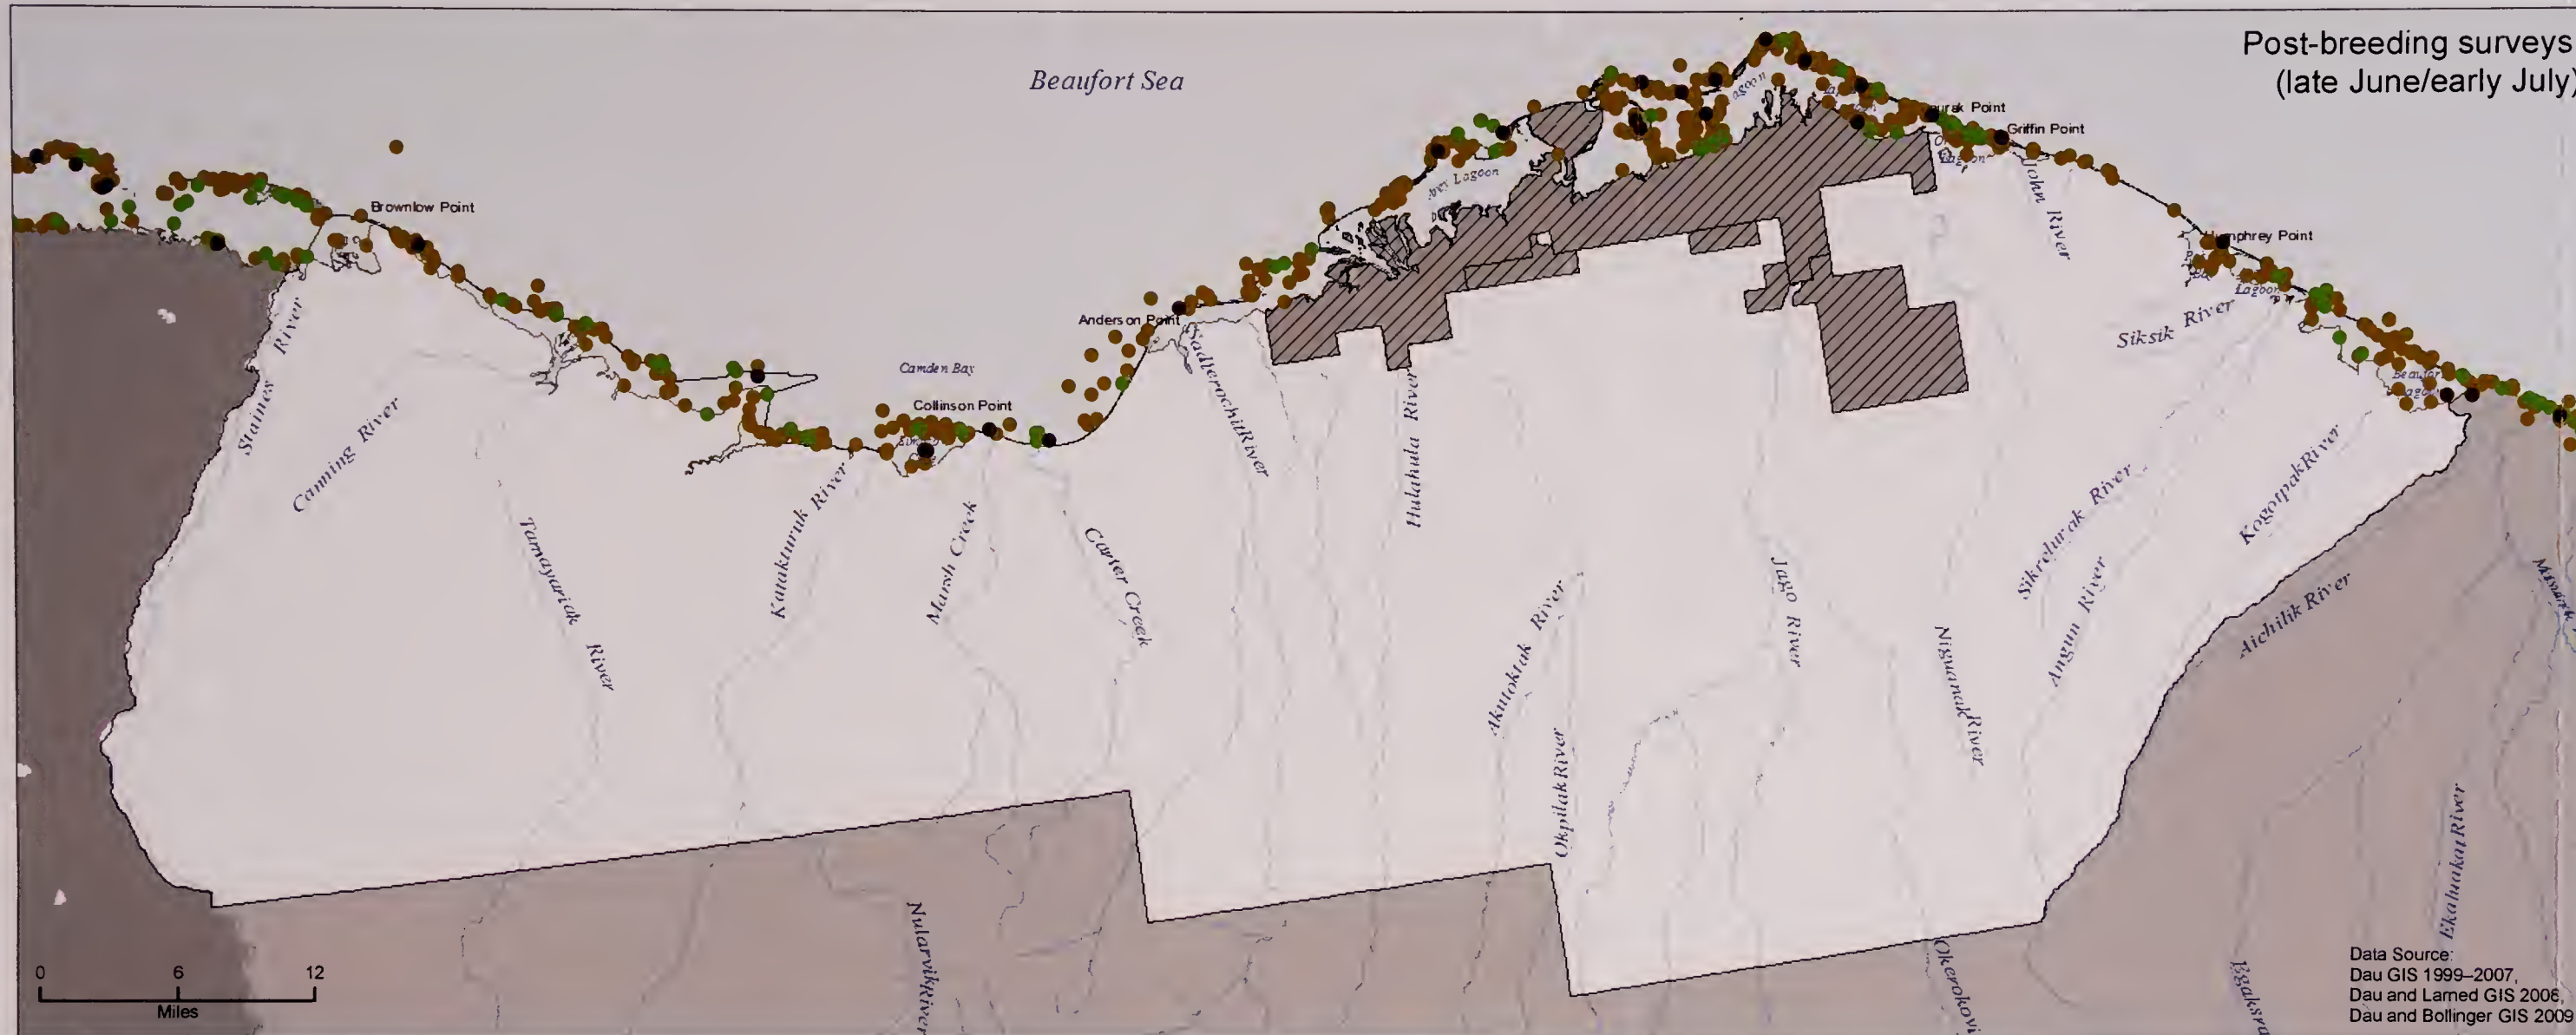 Post-breeding surveys
(late June/early July)
Beaufort Sea
Lagoon
Point
Griffin Point
Lagoon
Brownlow Point
John River
Humphrey Point
Lagoon
Staines River
Canning River
Anderson Point
Camden Bay
Collinson Point
Sadlerochit River
Hulahula River
Siksik River
Tamayariak River
Katakturuk River
Marsh Creek
Carter Creek
Akutoktak River
Okpilak River
Jago River
Niguanak River
Sikrelurak River
Angun River
Kogotpak River
Aichilik River
Ekaluakat River
Nularvik River
0 6 12
Miles
Data Source:
Dau GIS 1999–2007,
Dau and Larned GIS 2006,
Dau and Bollinger GIS 2009